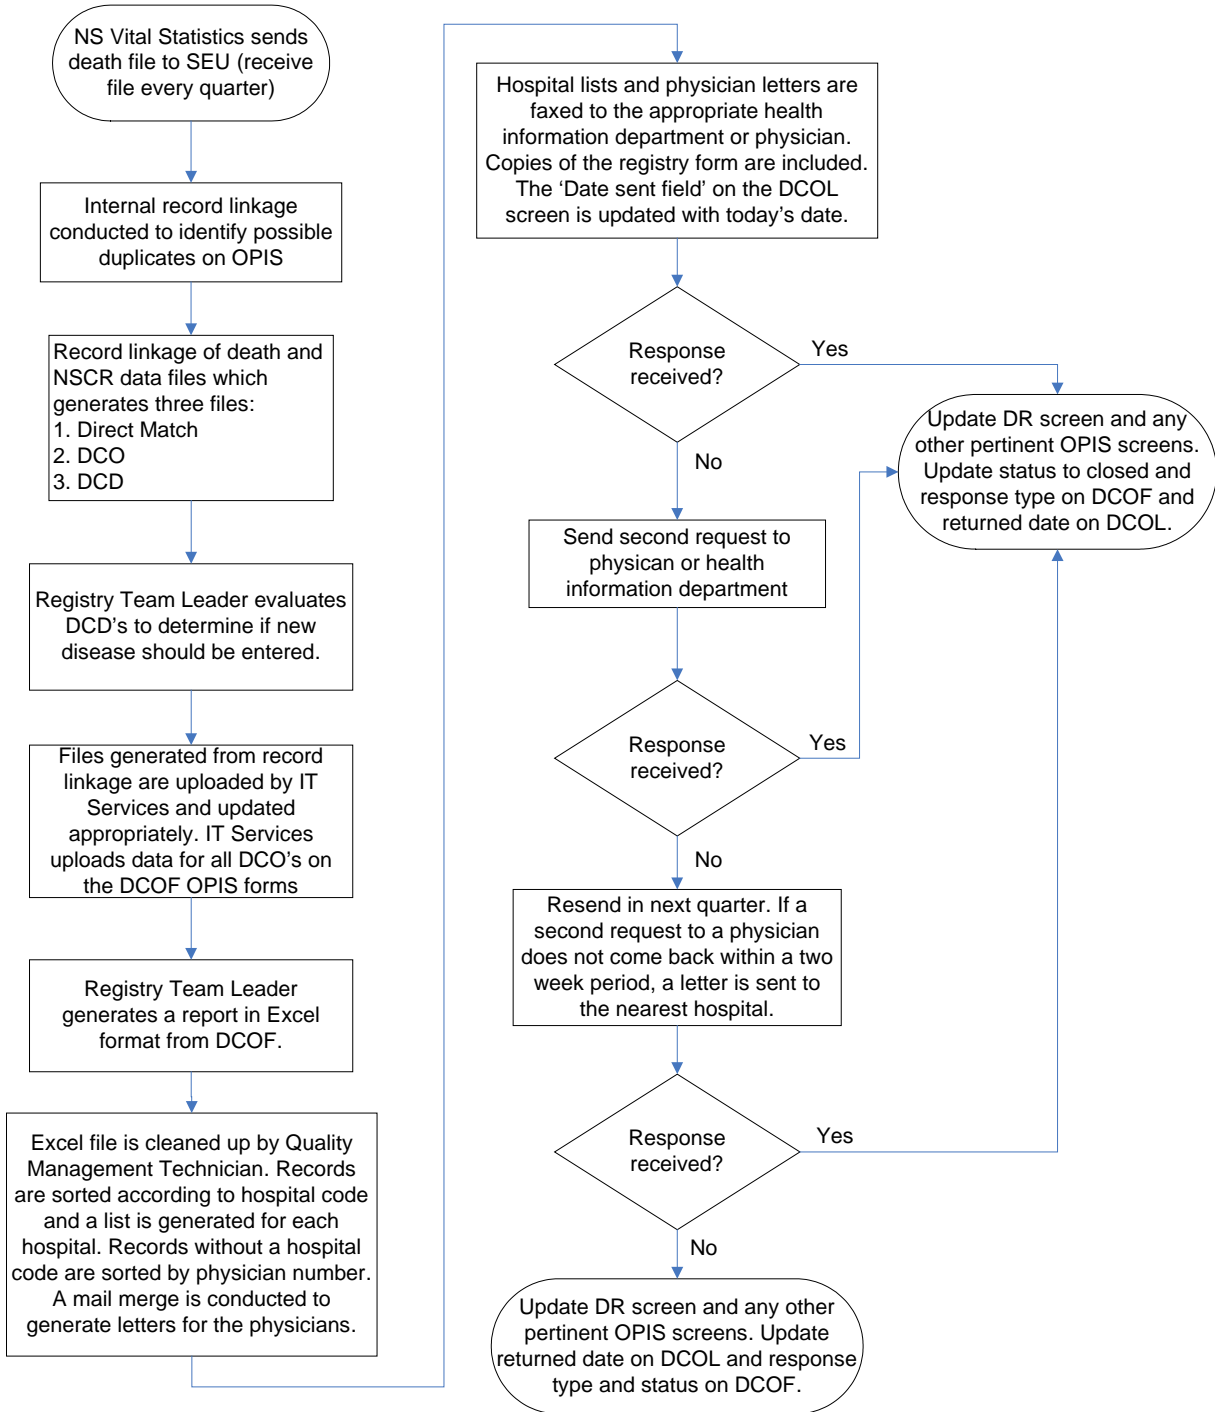 NS Vital Statistics sends
death file to SEU (receive
file every quarter)
Internal record linkage
conducted to identify possible
duplicates on OPIS
Record linkage of death and
NSCR data files which
generates three files:
1. Direct Match
2. DCO
3. DCD
Registry Team Leader evaluates
DCD's to determine if new
disease should be entered.
Files generated from record
linkage are uploaded by IT
Services and updated
appropriately. IT Services
uploads data for all DCO's on
the DCOF OPIS forms
Registry Team Leader
generates a report in Excel
format from DCOF.
Excel file is cleaned up by Quality
Management Technician. Records
are sorted according to hospital code
and a list is generated for each
hospital. Records without a hospital
code are sorted by physician number.
A mail merge is conducted to
generate letters for the physicians.
Hospital lists and physician letters are
faxed to the appropriate health
information department or physician.
Copies of the registry form are included.
The ‘Date sent field’ on the DCOL
screen is updated with today's date.
Response
received?
Yes
No
Update DR screen and any
other pertinent OPIS screens.
Update status to closed and
response type on DCOF and
returned date on DCOL.
Send second request to
physican or health
information department
Response
received?
Yes
No
Resend in next quarter. If a
second request to a physician
does not come back within a two
week period, a letter is sent to
the nearest hospital.
Response
received?
Yes
No
Update DR screen and any other
pertinent OPIS screens. Update
returned date on DCOL and response
type and status on DCOF.